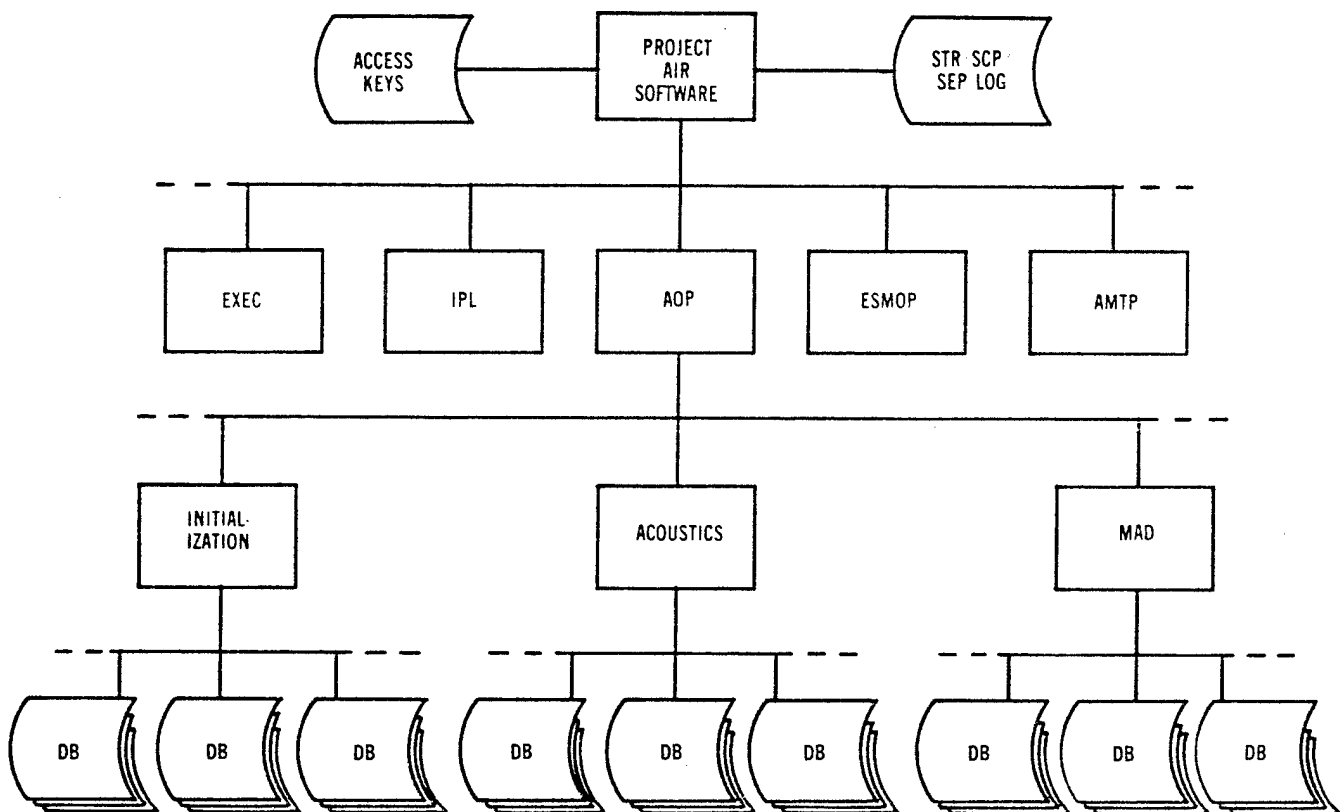 ACCESS
KEYS
PROJECT
AIR
SOFTWARE
STR SCP
SEP LOG
EXEC
IPL
AOP
ESMOP
AMTP
INITIAL-
IZATION
ACOUSTICS
MAD
DB
DB
DB
DB
DB
DB
DB
DB
DB